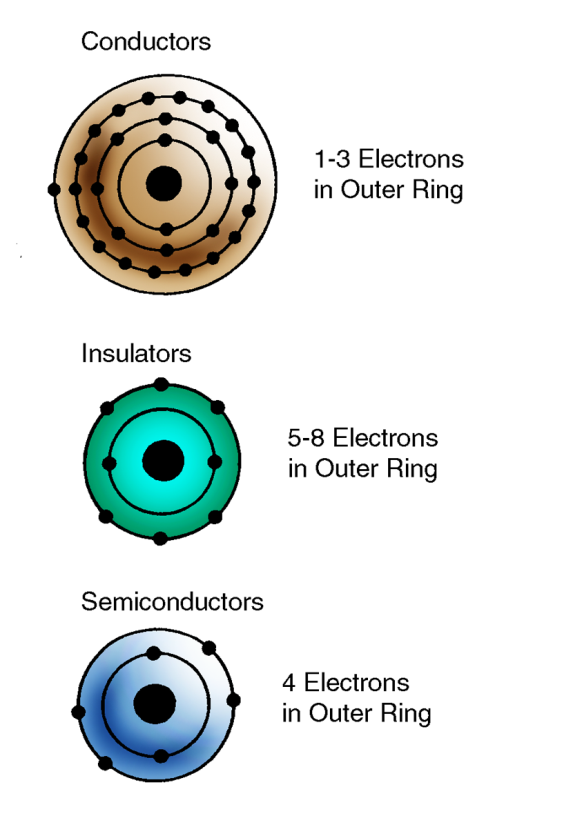 Conductors
1-3 Electrons
in Outer Ring
Insulators
5-8 Electrons
in Outer Ring
Semiconductors
4 Electrons
in Outer Ring